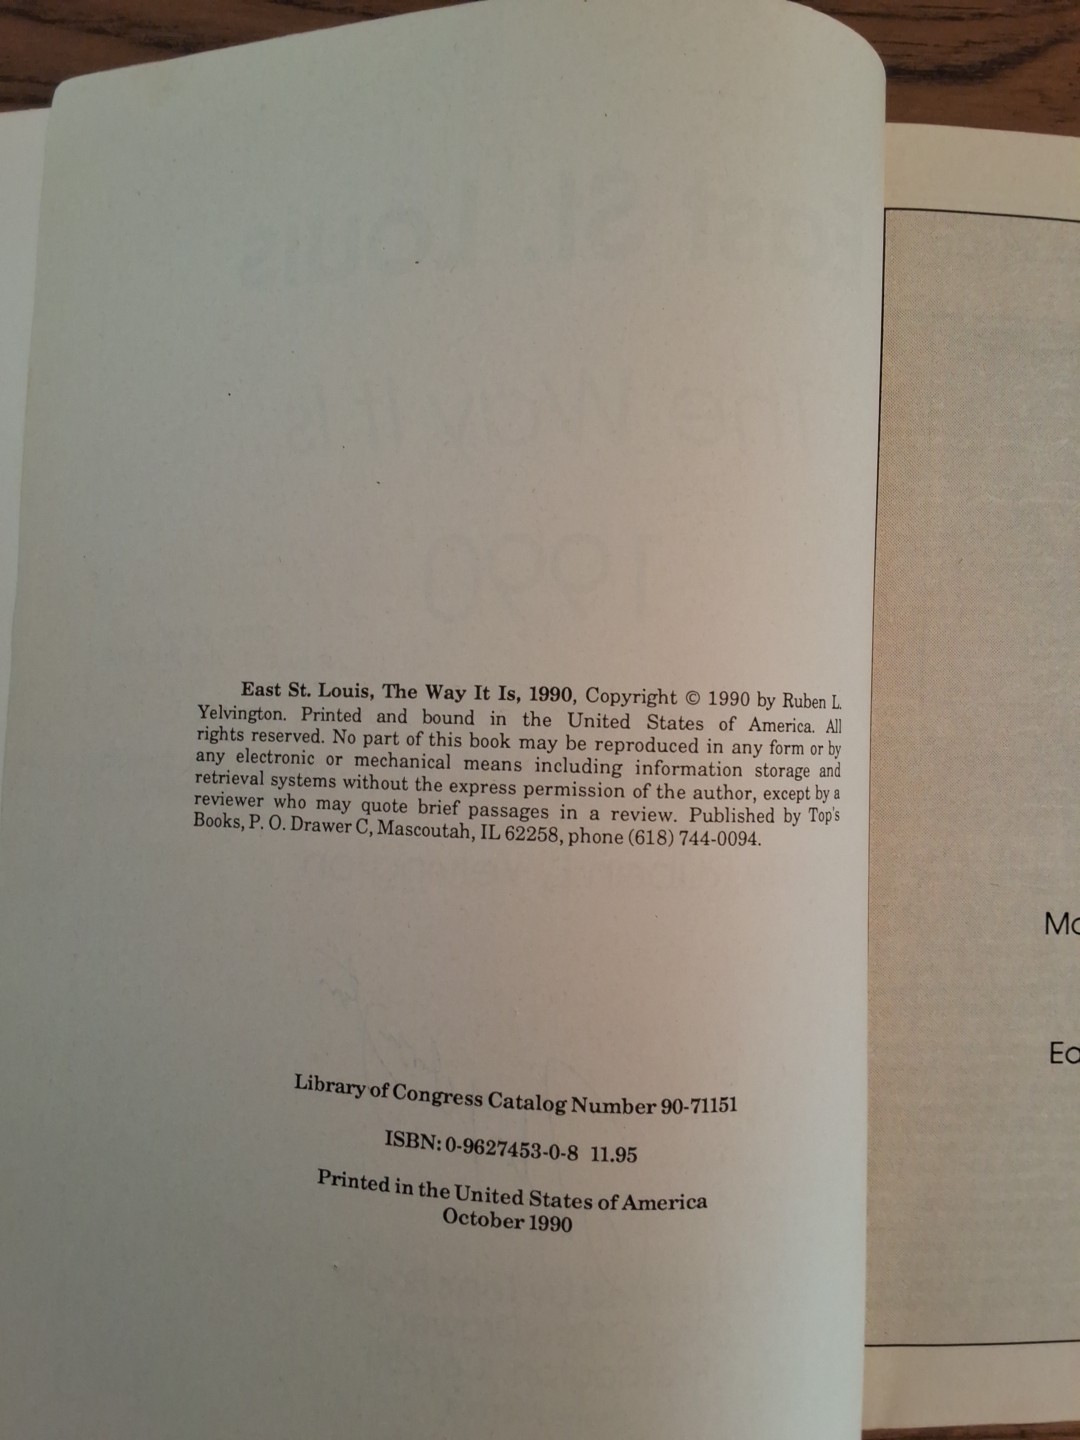 East St. Louis, The Way It Is, 1990, Copyright © 1990 by Ruben L.
Yelvington. Printed and bound in the United States of America. All
rights reserved. No part of this book may be reproduced in any form or by
any electronic or mechanical means including information storage and
retrieval systems without the express permission of the author, except by a
reviewer who may quote brief passages in a review. Published by Top's
Books, P. O. Drawer C, Mascoutah, IL 62258, phone (618) 744-0094.
Library of Congress Catalog Number 90-71151
ISBN: 0-9627453-0-8 11.95
Printed in the United States of America
October 1990